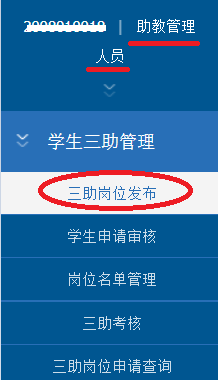 助教管理
人员
学生三助管理
三助岗位发布
学生申请审核
岗位名单管理
三助考核
三助岗位申请查询